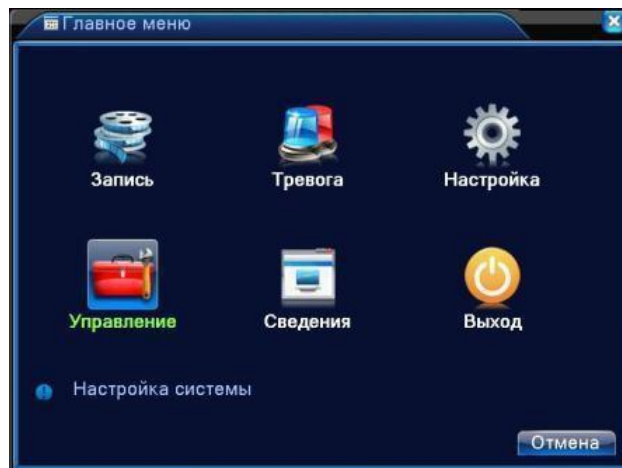 Главное меню
Запись Тревога Настройка
Управление Сведения Выход
Настройка системы
Отмена